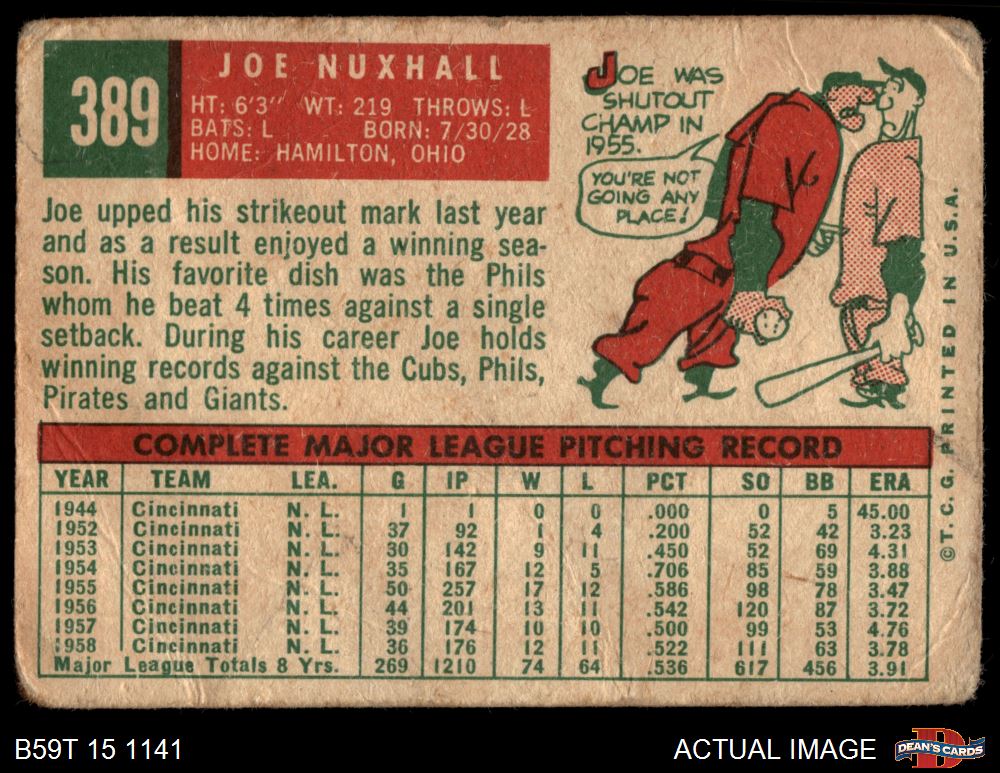 389
JOE NUXHALL
HT: 6'3" WT: 219 THROWS: L
BATS: L BORN: 7/30/28
HOME: HAMILTON, OHIO
Joe upped his strikeout mark last year
and as a result enjoyed a winning sea-
son. His favorite dish was the Phils
whom he beat 4 times against a single
setback. During his career Joe holds
winning records against the Cubs, Phils,
Pirates and Giants.
JOE WAS
SHUTOUT
CHAMP IN
1955.
YOU'RE NOT
GOING ANY
PLACE!
COMPLETE MAJOR LEAGUE PITCHING RECORD
YEAR TEAM LEA. G IP W L PCT SO BB ERA
1944 Cincinnati N. L. 1 1 0 0 .000 0 5 45.00
1952 Cincinnati N. L. 37 92 1 4 .200 52 42 3.23
1953 Cincinnati N. L. 30 142 9 11 .450 52 69 4.31
1954 Cincinnati N. L. 35 167 12 5 .706 85 59 3.88
1955 Cincinnati N. L. 50 257 17 12 .586 98 78 3.47
1956 Cincinnati N. L. 44 201 13 11 .542 120 87 3.72
1957 Cincinnati N. L. 39 174 10 10 .500 99 53 4.76
1958 Cincinnati N. L. 36 176 12 11 .522 111 63 3.78
Major League Totals 8 Yrs. 269 1210 74 64 .536 617 456 3.91
©T. C. G. PRINTED IN U.S.A.
B59T 15 1141
ACTUAL IMAGE
D
DEAN'S CARDS